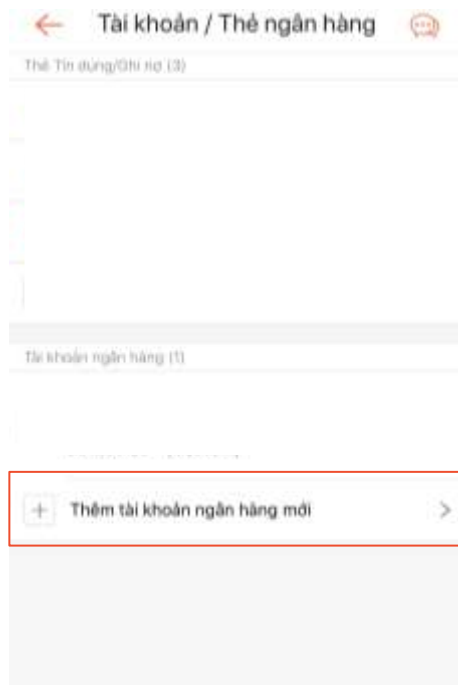 Tài khoản / Thẻ ngân hàng
Thẻ Tín dụng/Ghi nợ (3)
Tài khoản ngân hàng (1)
Thêm tài khoản ngân hàng mới